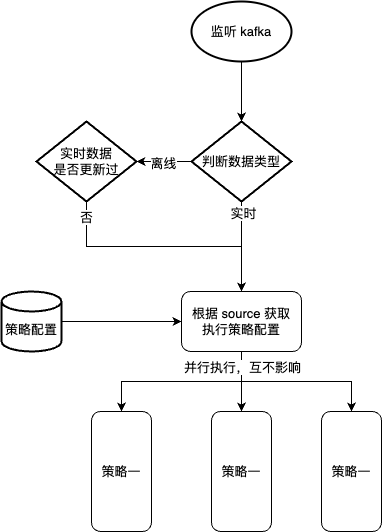 监听 kafka
实时数据
是否更新过
离线
判断数据类型
否
实时
策略配置
根据 source 获取
执行策略配置
并行执行，互不影响
策略一
策略一
策略一